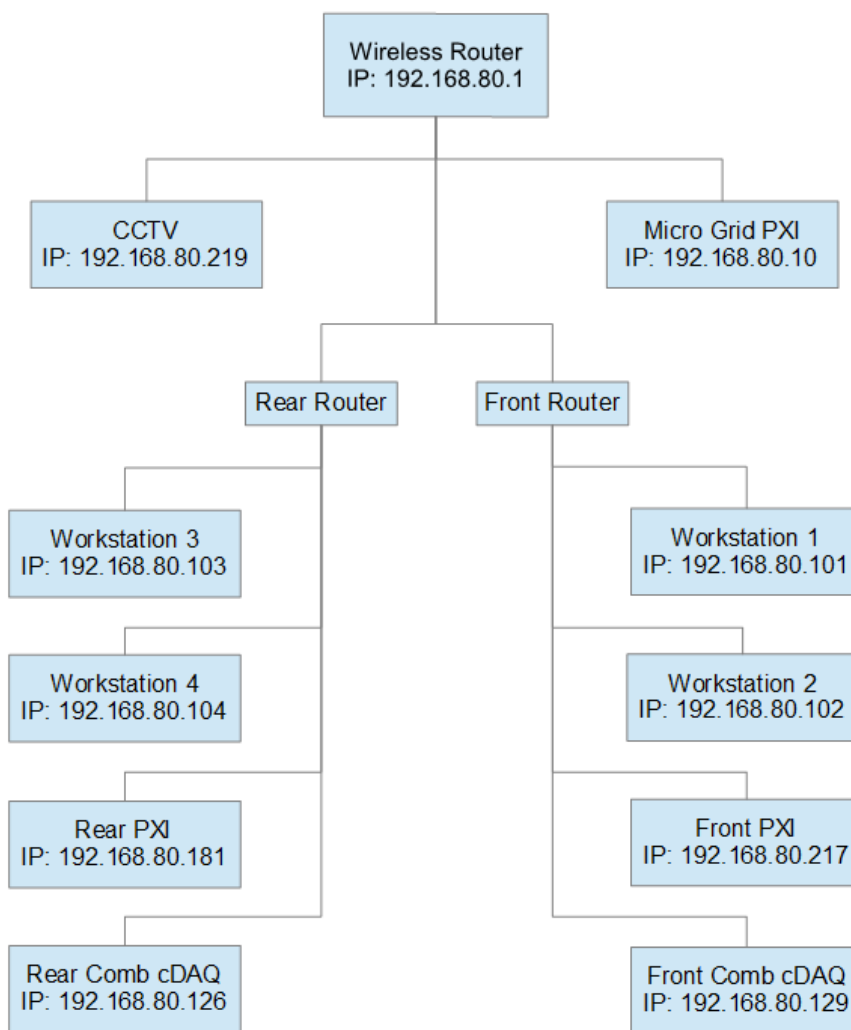 Wireless Router
IP: 192.168.80.1
CCTV
IP: 192.168.80.219
Micro Grid PXI
IP: 192.168.80.10
Rear Router
Front Router
Workstation 3
IP: 192.168.80.103
Workstation 1
IP: 192.168.80.101
Workstation 4
IP: 192.168.80.104
Workstation 2
IP: 192.168.80.102
Rear PXI
IP: 192.168.80.181
Front PXI
IP: 192.168.80.217
Rear Comb cDAQ
IP: 192.168.80.126
Front Comb cDAQ
IP: 192.168.80.129